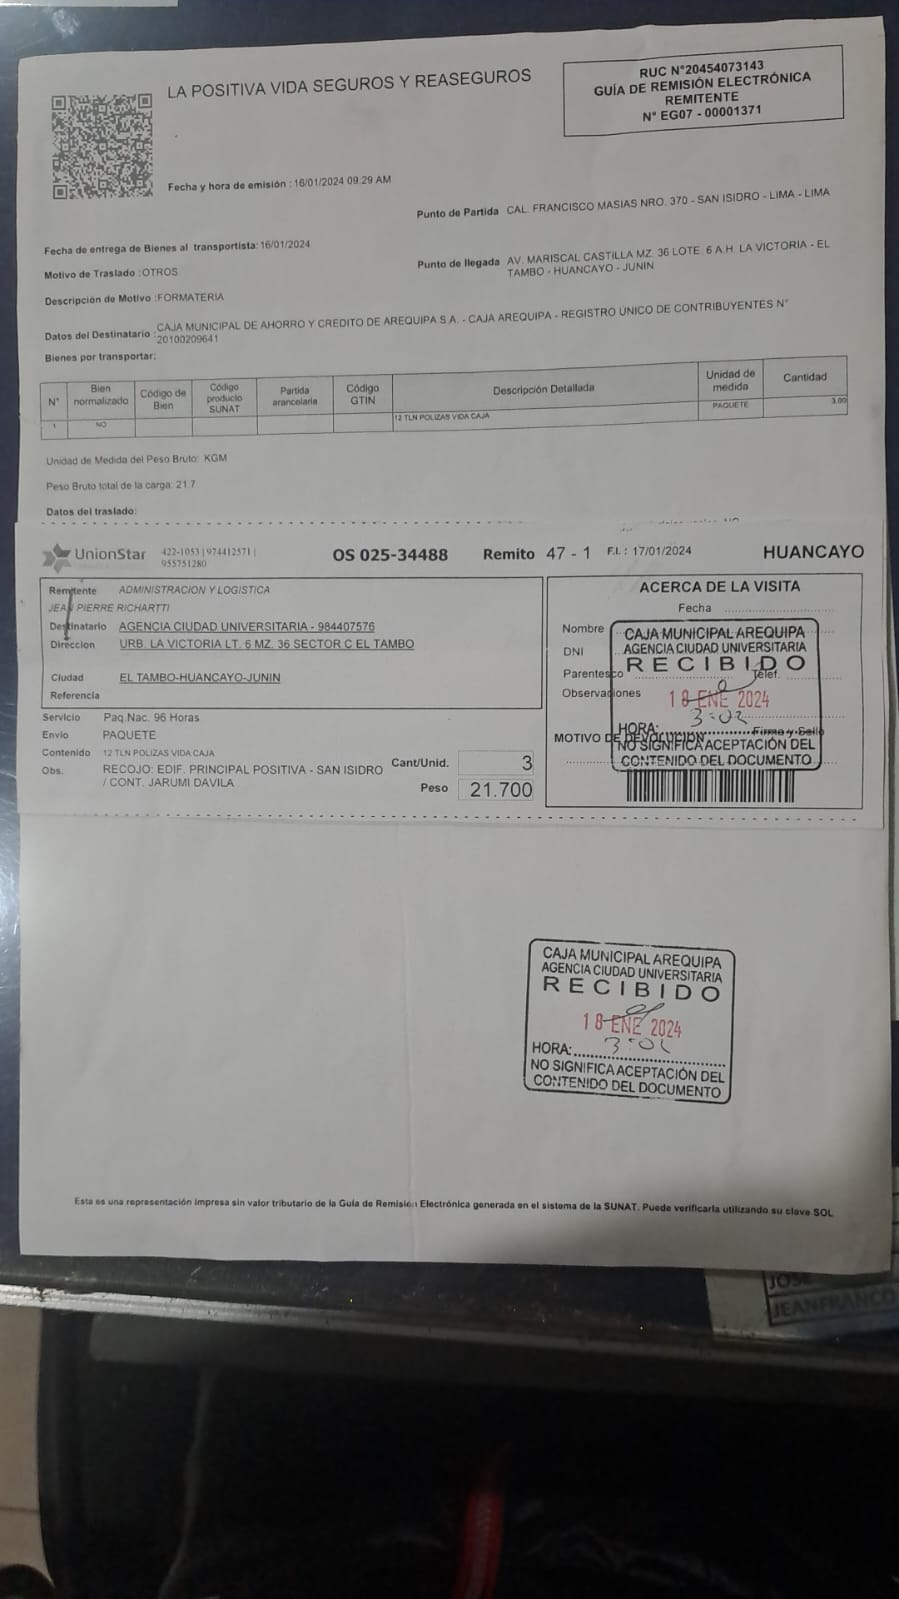 LA POSITIVA VIDA SEGUROS Y REASEGUROS
RUC N°20454073143
GUÍA DE REMISIÓN ELECTRÓNICA
REMITENTE
N° EG07 - 00001371
Fecha y hora de emisión : 16/01/2024 09:29 AM
Punto de Partida CAL. FRANCISCO MASIAS NRO. 370 - SAN ISIDRO - LIMA - LIMA
Fecha de entrega de Bienes al transportista: 16/01/2024
Punto de llegada AV. MARISCAL CASTILLA MZ. 36 LOTE. 6 A.H. LA VICTORIA - EL
TAMBO - HUANCAYO - JUNIN
Motivo de Traslado :OTROS
Descripción de Motivo :FORMATERIA
Datos del Destinatario :CAJA MUNICIPAL DE AHORRO Y CREDITO DE AREQUIPA S.A. - CAJA AREQUIPA - REGISTRO ÚNICO DE CONTRIBUYENTES N°
20100209641
Bienes por transportar:
N° Bien normalizado Código de Bien Código producto SUNAT Partida arancelaria Código GTIN Descripción Detallada Unidad de medida Cantidad
1 NO 12 TLN POLIZAS VIDA CAJA PAQUETE 3.00
Unidad de Medida del Peso Bruto: KGM
Peso Bruto total de la carga: 21.7
Datos del traslado:
UnionStar 422-1053 | 974412571 |
955751280
OS 025-34488 Remito 47 - 1 F.I. : 17/01/2024 HUANCAYO
Remitente ADMINISTRACION Y LOGISTICA
JEAN PIERRE RICHARTTI
Destinatario AGENCIA CIUDAD UNIVERSITARIA - 984407576
Direccion URB. LA VICTORIA LT. 6 MZ. 36 SECTOR C EL TAMBO
Ciudad EL TAMBO-HUANCAYO-JUNIN
Referencia
Servicio Paq.Nac. 96 Horas
Envio PAQUETE
Contenido 12 TLN POLIZAS VIDA CAJA
Obs. RECOJO: EDIF. PRINCIPAL POSITIVA - SAN ISIDRO
/ CONT. JARUMI DAVILA
Cant/Unid. 3
Peso 21.700
ACERCA DE LA VISITA
Fecha
Nombre
DNI
Parentesco Telef.
Observaciones
Firma y Sello
MOTIVO DE DEVOLUCION
CAJA MUNICIPAL AREQUIPA
AGENCIA CIUDAD UNIVERSITARIA
RECIBIDO
18 ENE 2024
HORA: 3:02
NO SIGNIFICA ACEPTACIÓN DEL
CONTENIDO DEL DOCUMENTO
CAJA MUNICIPAL AREQUIPA
AGENCIA CIUDAD UNIVERSITARIA
RECIBIDO
18 ENE 2024
HORA:
NO SIGNIFICA ACEPTACIÓN DEL
CONTENIDO DEL DOCUMENTO
Esta es una representación impresa sin valor tributario de la Guía de Remisión Electrónica generada en el sistema de la SUNAT. Puede verificarla utilizando su clave SOL
JOSE
JEANFRANCO